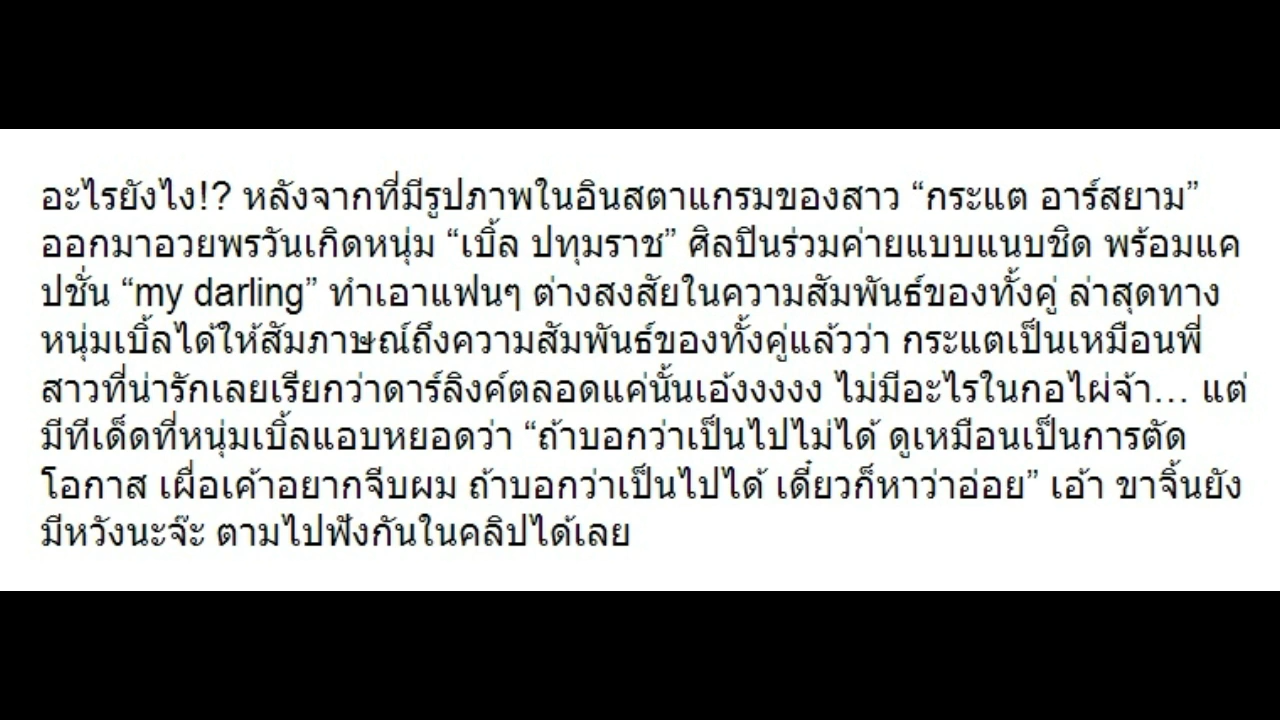 อะไรยังไง!? หลังจากที่มีรูปภาพในอินสตาแกรมของสาว “กระแต อาร์สยาม”
ออกมาอวยพรวันเกิดหนุ่ม “เบิ้ล ปทุมราช” ศิลปินร่วมค่ายแบบแนบชิด พร้อมแค
ปชั่น “my darling” ทำเอาแฟนๆ ต่างสงสัยในความสัมพันธ์ของทั้งคู่ ล่าสุดทาง
หนุ่มเบิ้ลได้ให้สัมภาษณ์ถึงความสัมพันธ์ของทั้งคู่แล้วว่า กระแตเป็นเหมือนพี่
สาวที่น่ารักเลยเรียกว่าดาร์ลิงค์ตลอดแค่นั้นเอ้งงงงง ไม่มีอะไรในกอไผ่จ้า… แต่
มีทีเด็ดที่หนุ่มเบิ้ลแอบหยอดว่า “ถ้าบอกว่าเป็นไปไม่ได้ ดูเหมือนเป็นการตัด
โอกาส เผื่อเค้าอยากจีบผม ถ้าบอกว่าเป็นไปได้ เดี๋ยวก็หาว่าอ่อย” เอ้า ขาจิ้นยัง
มีหวังนะจ๊ะ ตามไปฟังกันในคลิปได้เลย